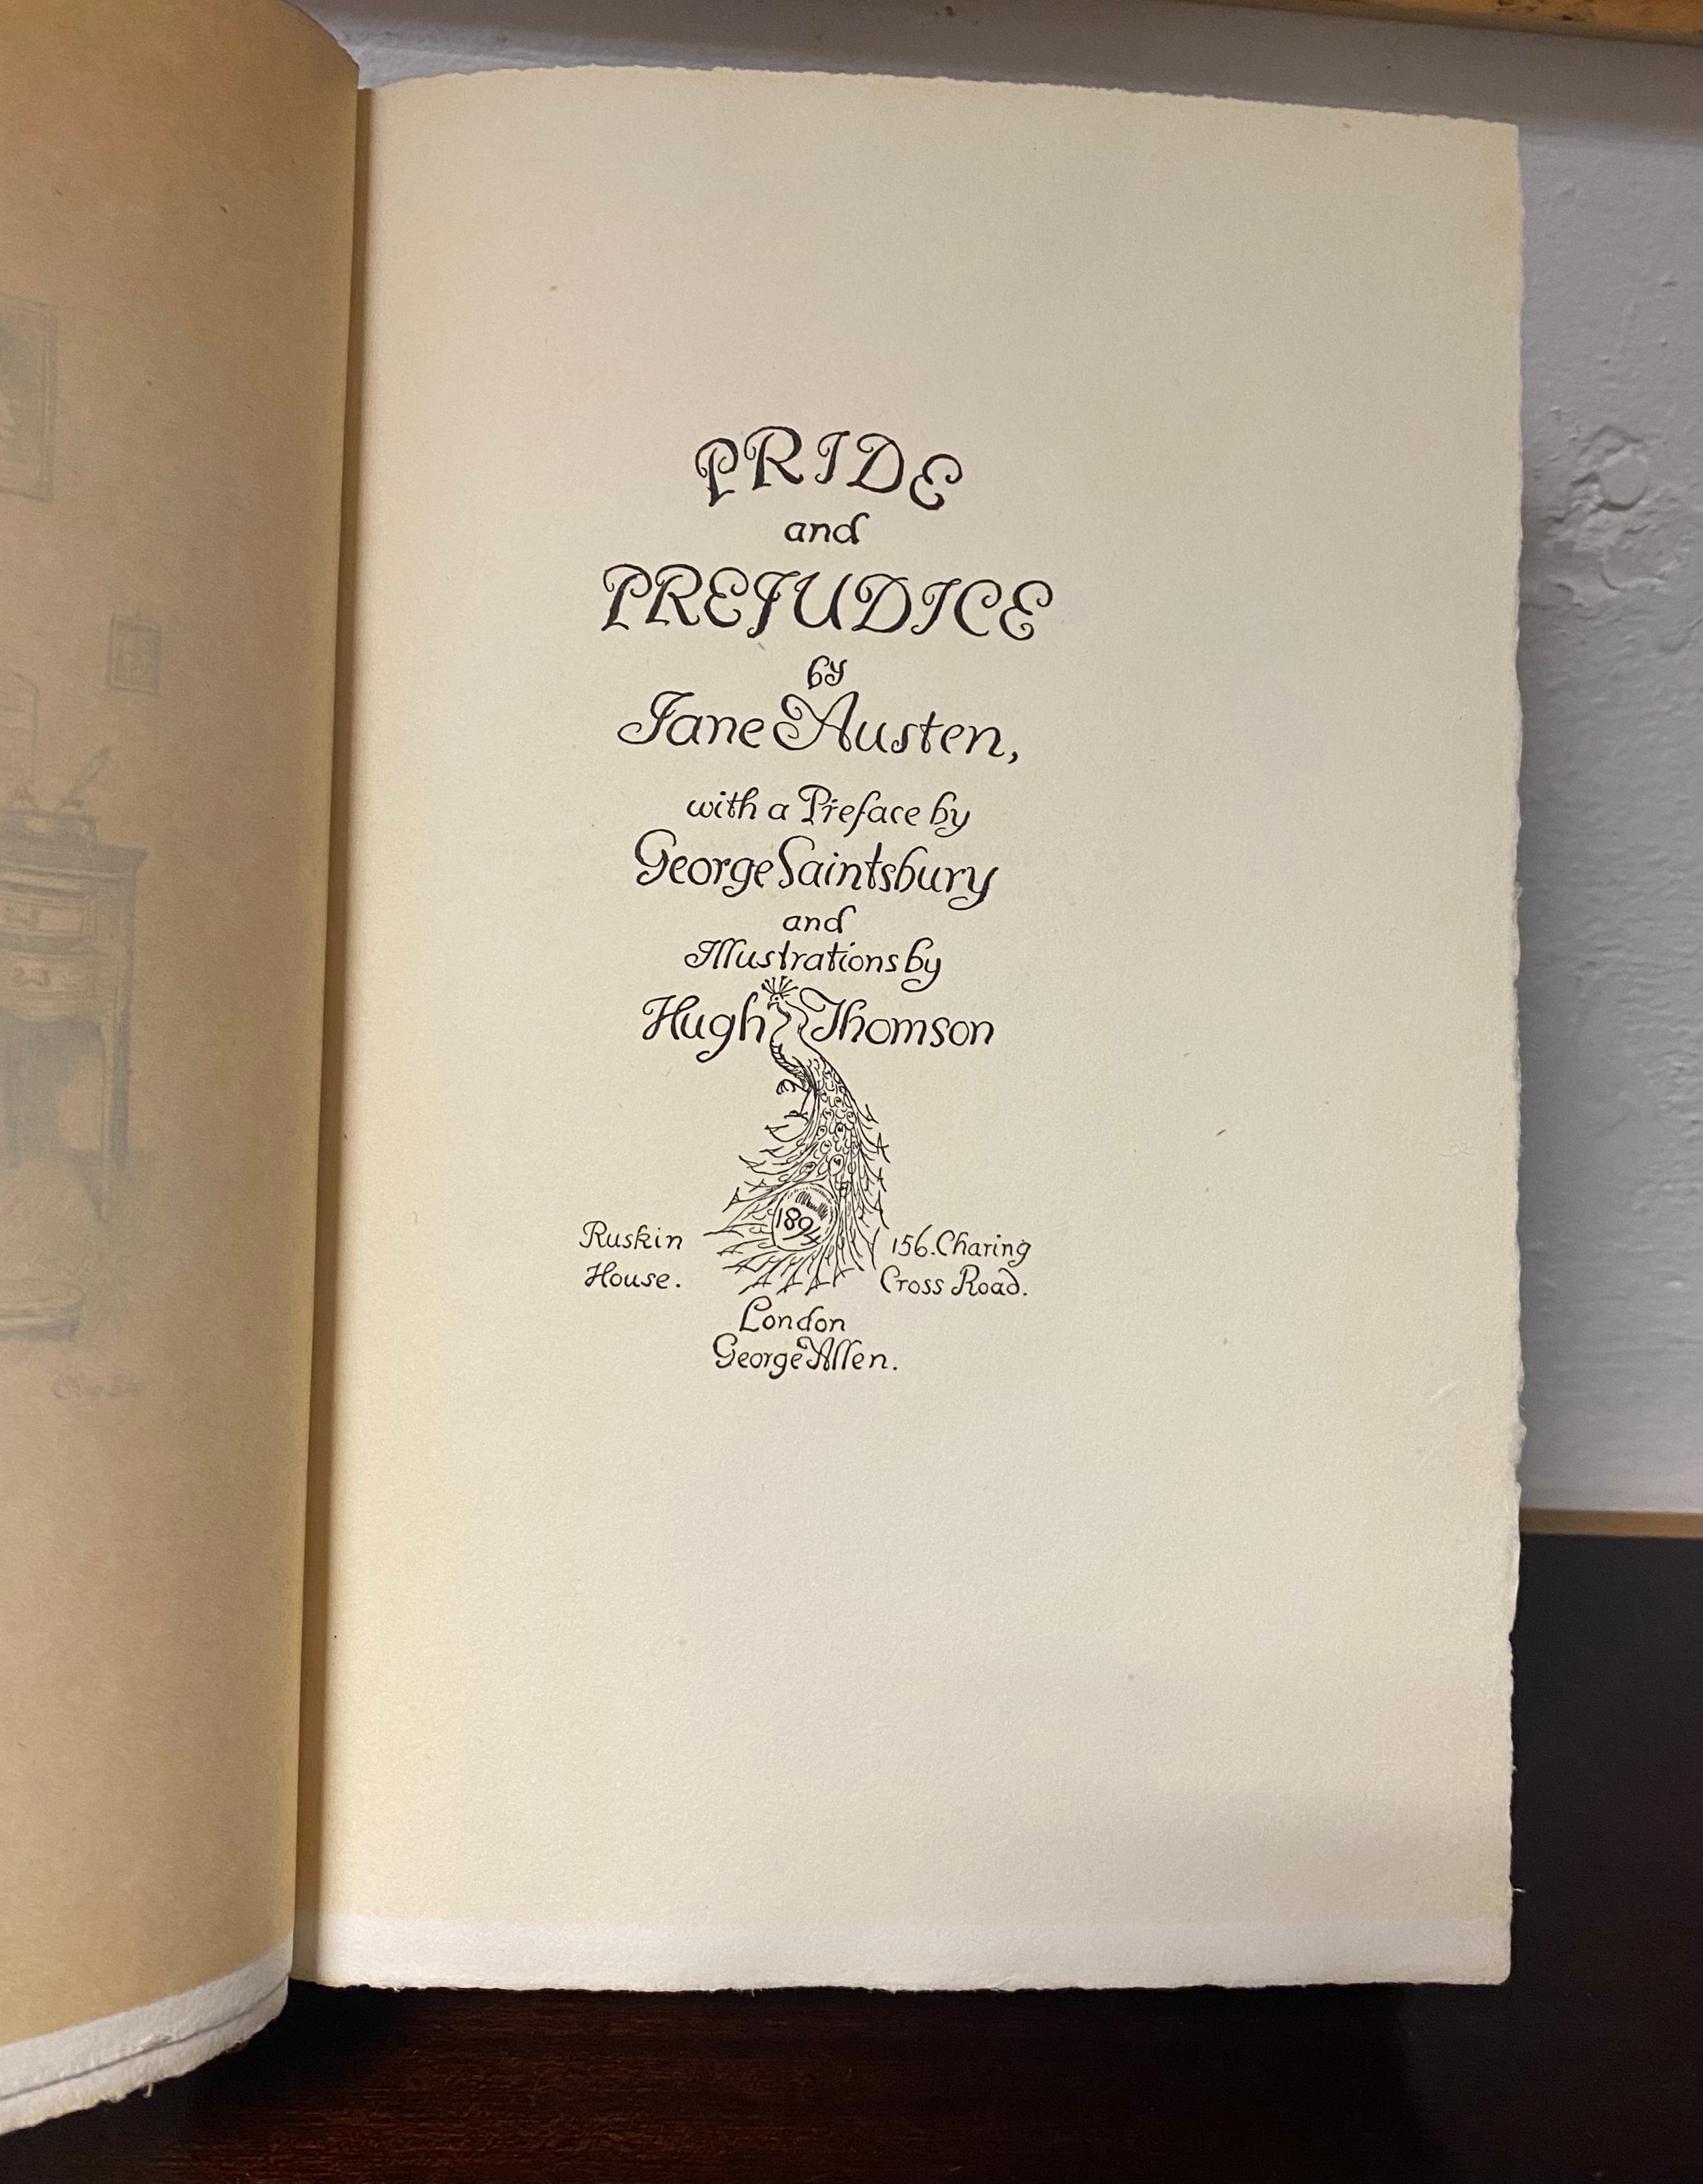 PRIDE
and
PREJUDICE
by
Jane Austen,
with a Preface by
George Saintsbury
and
Illustrations by
Hugh Thomson
1894
Ruskin
House.
156. Charing
Cross Road.
London
George Allen.